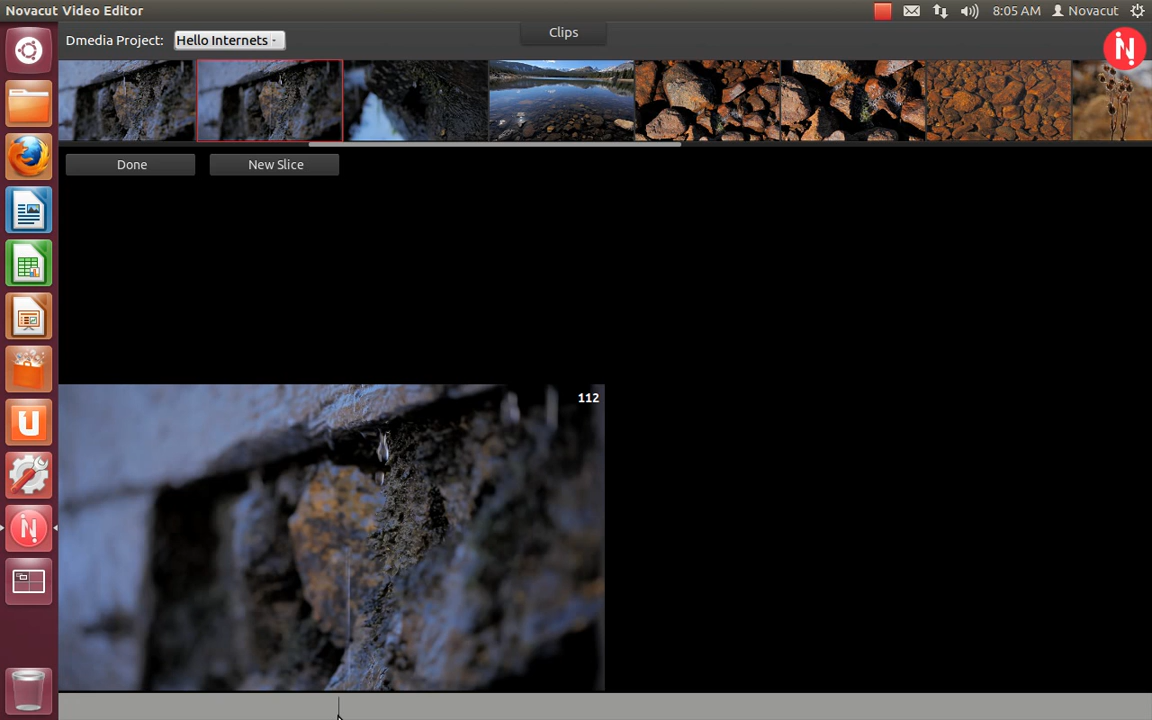 Novacut Video Editor
8:05 AM
Novacut
Dmedia Project:
Hello Internets
Clips
Done
New Slice
112